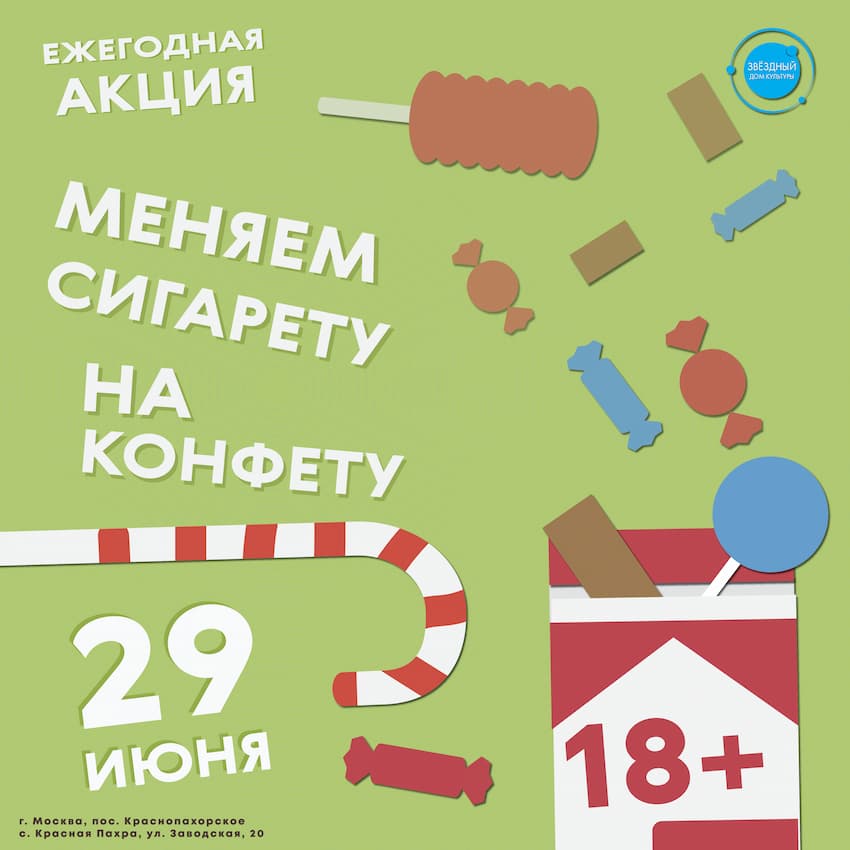 ЕЖЕГОДНАЯ
АКЦИЯ
ЗВЁЗДНЫЙ
ДОМ КУЛЬТУРЫ
МЕНЯЕМ
СИГАРЕТУ
НА
КОНФЕТУ
29
ИЮНЯ
18+
г. Москва, пос. Краснопахорское
с. Красная Пахра, ул. Заводская, 20